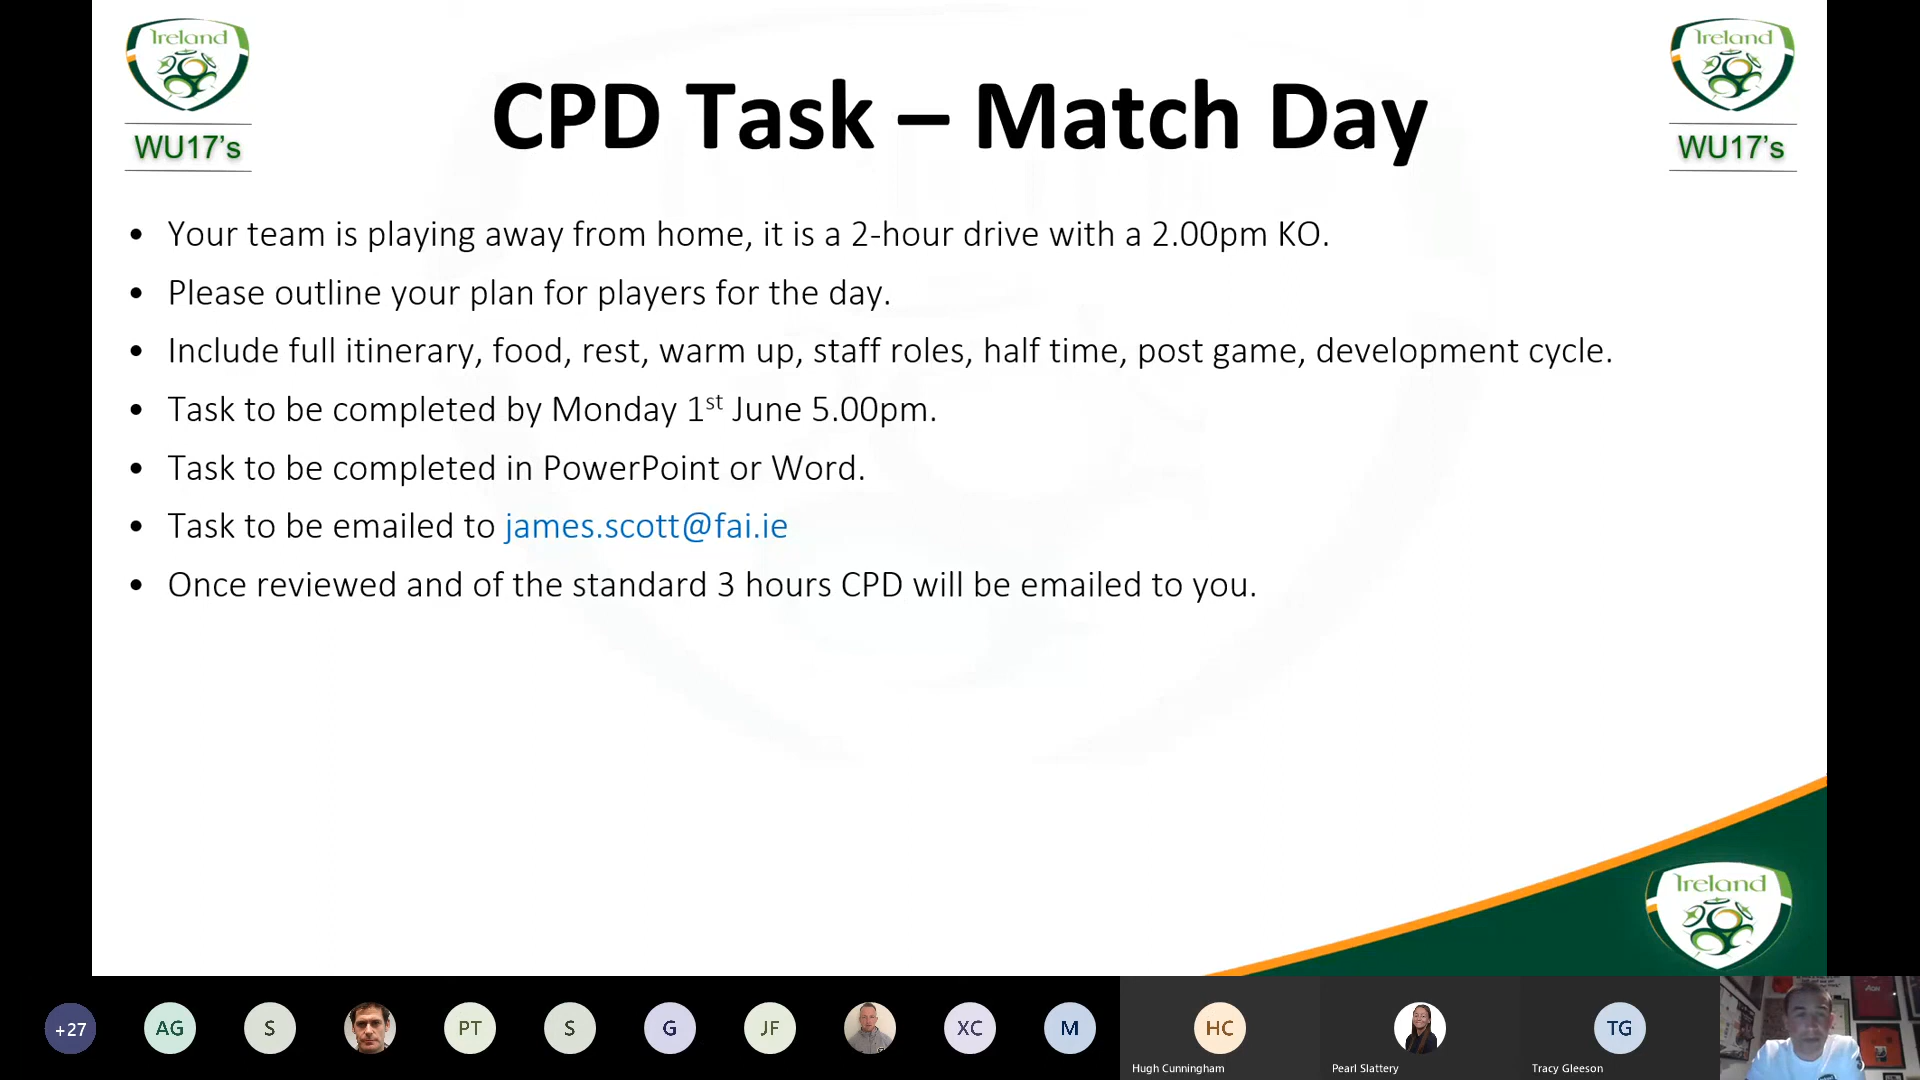 Ireland
WU17's
CPD Task – Match Day
Ireland
WU17's
• Your team is playing away from home, it is a 2-hour drive with a 2.00pm KO.
• Please outline your plan for players for the day.
• Include full itinerary, food, rest, warm up, staff roles, half time, post game, development cycle.
• Task to be completed by Monday 1st June 5.00pm.
• Task to be completed in PowerPoint or Word.
• Task to be emailed to james.scott@fai.ie
• Once reviewed and of the standard 3 hours CPD will be emailed to you.
Ireland
+27
AG
S
PT
S
G
JF
XC
M
HC
TG
Hugh Cunningham
Pearl Slattery
Tracy Gleeson